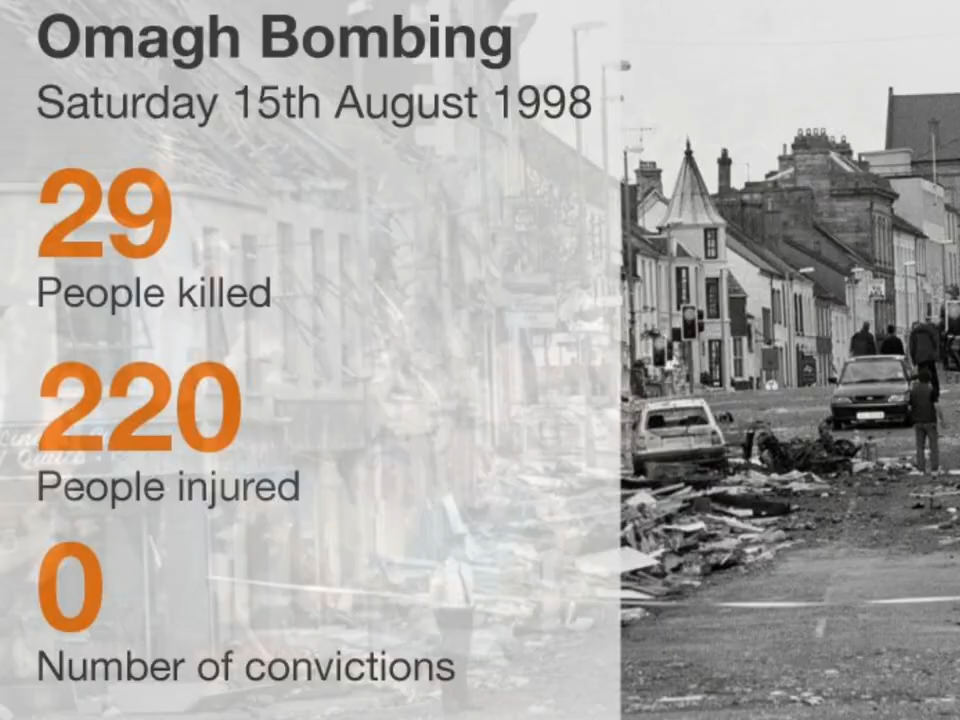 Omagh Bombing
Saturday 15th August 1998
29
People killed
220
People injured
0
Number of convictions